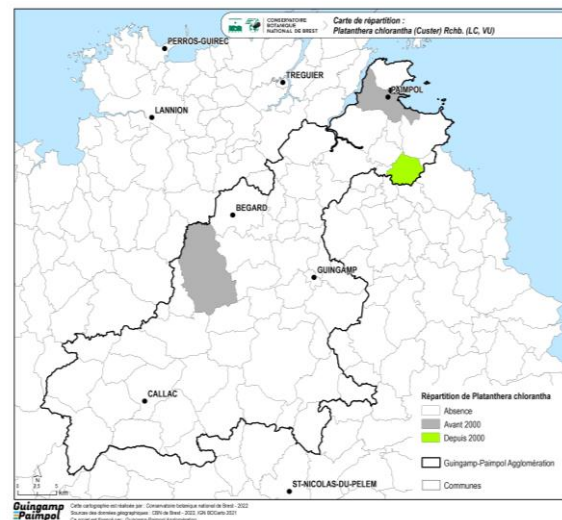 CONSERVATOIRE
BOTANIQUE
NATIONAL DE BREST
Carte de répartition :
Platanthera chlorantha (Custer) Rchb. (LC, VU)
PERROS-GUIREC
TREGUIER
PAIMPOL
LANNION
BEGARD
GUINGAMP
CALLAC
ST-NICOLAS-DU-PELEM
Répartition de Platanthera chlorantha
Absence
Avant 2000
Depuis 2000
Guingamp-Paimpol Agglomération
Communes
N
0 2,5 5
km
Guingamp
Paimpol
Cette cartographie est réalisée par : Conservatoire botanique national de Brest - 2022
Sources des données géographiques : CBN de Brest - 2022, IGN BDCarto 2021